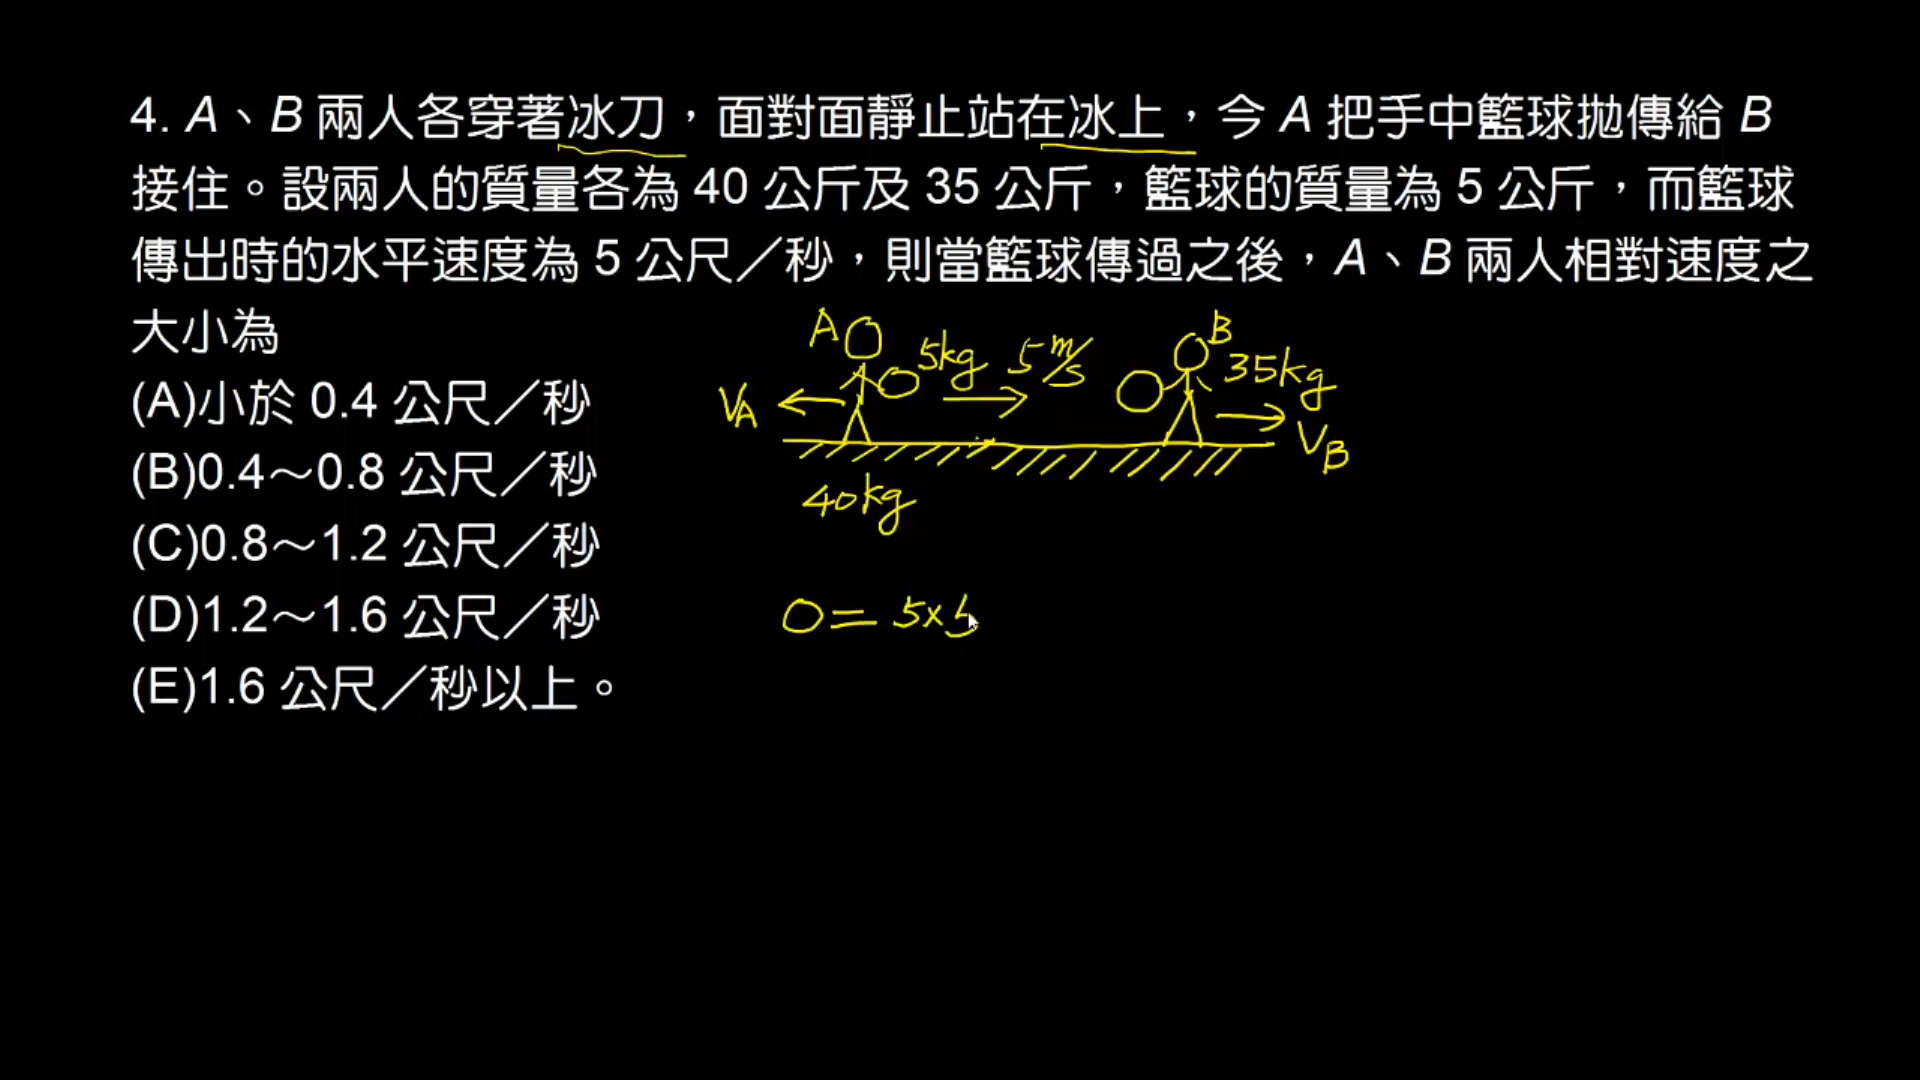 4. A、B 兩人各穿著冰刀，面對面靜止站在冰上，今 A 把手中籃球拋傳給 B
接住。設兩人的質量各為 40 公斤及 35 公斤，籃球的質量為 5 公斤，而籃球
傳出時的水平速度為 5 公尺／秒，則當籃球傳過之後，A、B 兩人相對速度之
大小為
(A)小於 0.4 公尺／秒
(B)0.4～0.8 公尺／秒
(C)0.8～1.2 公尺／秒
(D)1.2～1.6 公尺／秒
(E)1.6 公尺／秒以上。
A 5kg 5 m/s B 35kg
VA VB
40kg
0 = 5×5